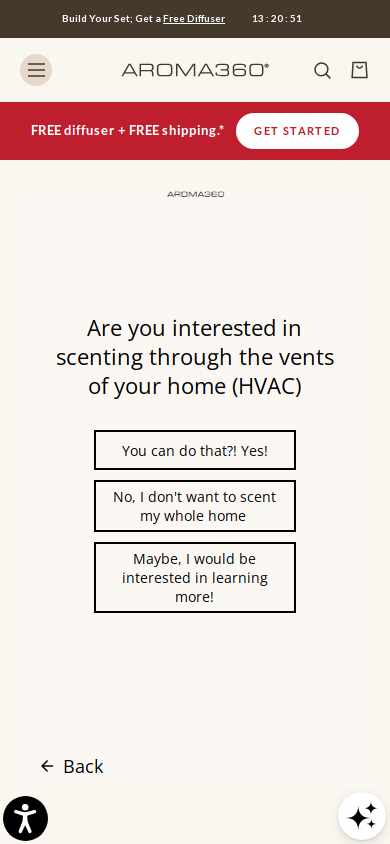 Build Your Set; Get a Free Diffuser 13 : 20 : 51
AROMA360®
FREE diffuser + FREE shipping.* GET STARTED
AROMA360
Are you interested in
scenting through the vents
of your home (HVAC)
You can do that?! Yes!
No, I don't want to scent
my whole home
Maybe, I would be
interested in learning
more!
Back